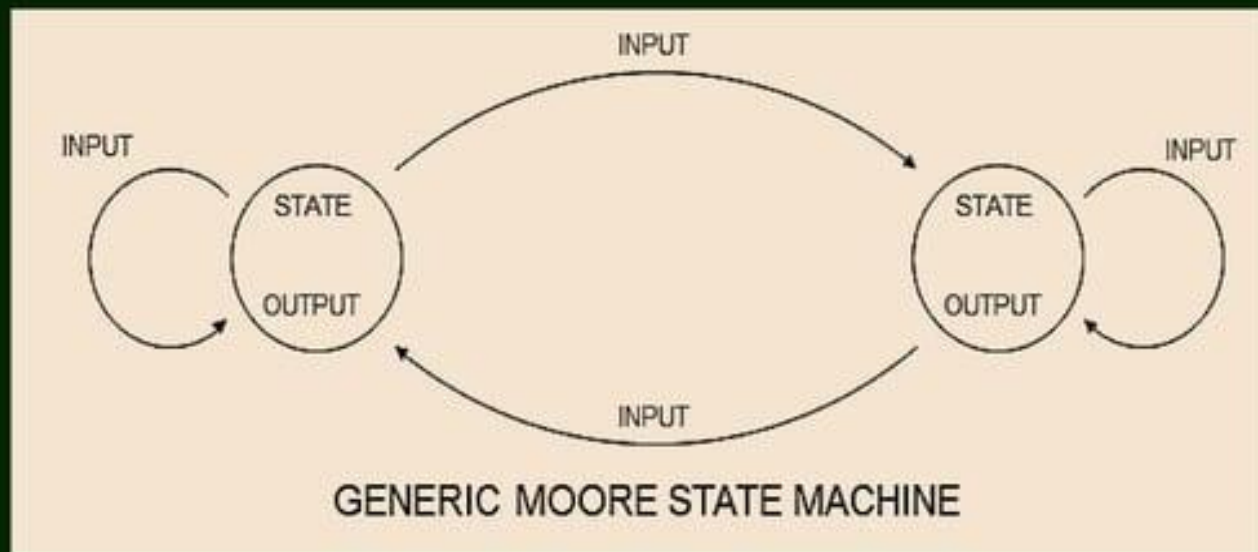 INPUT
INPUT
INPUT
STATE
STATE
OUTPUT
OUTPUT
INPUT
GENERIC MOORE STATE MACHINE